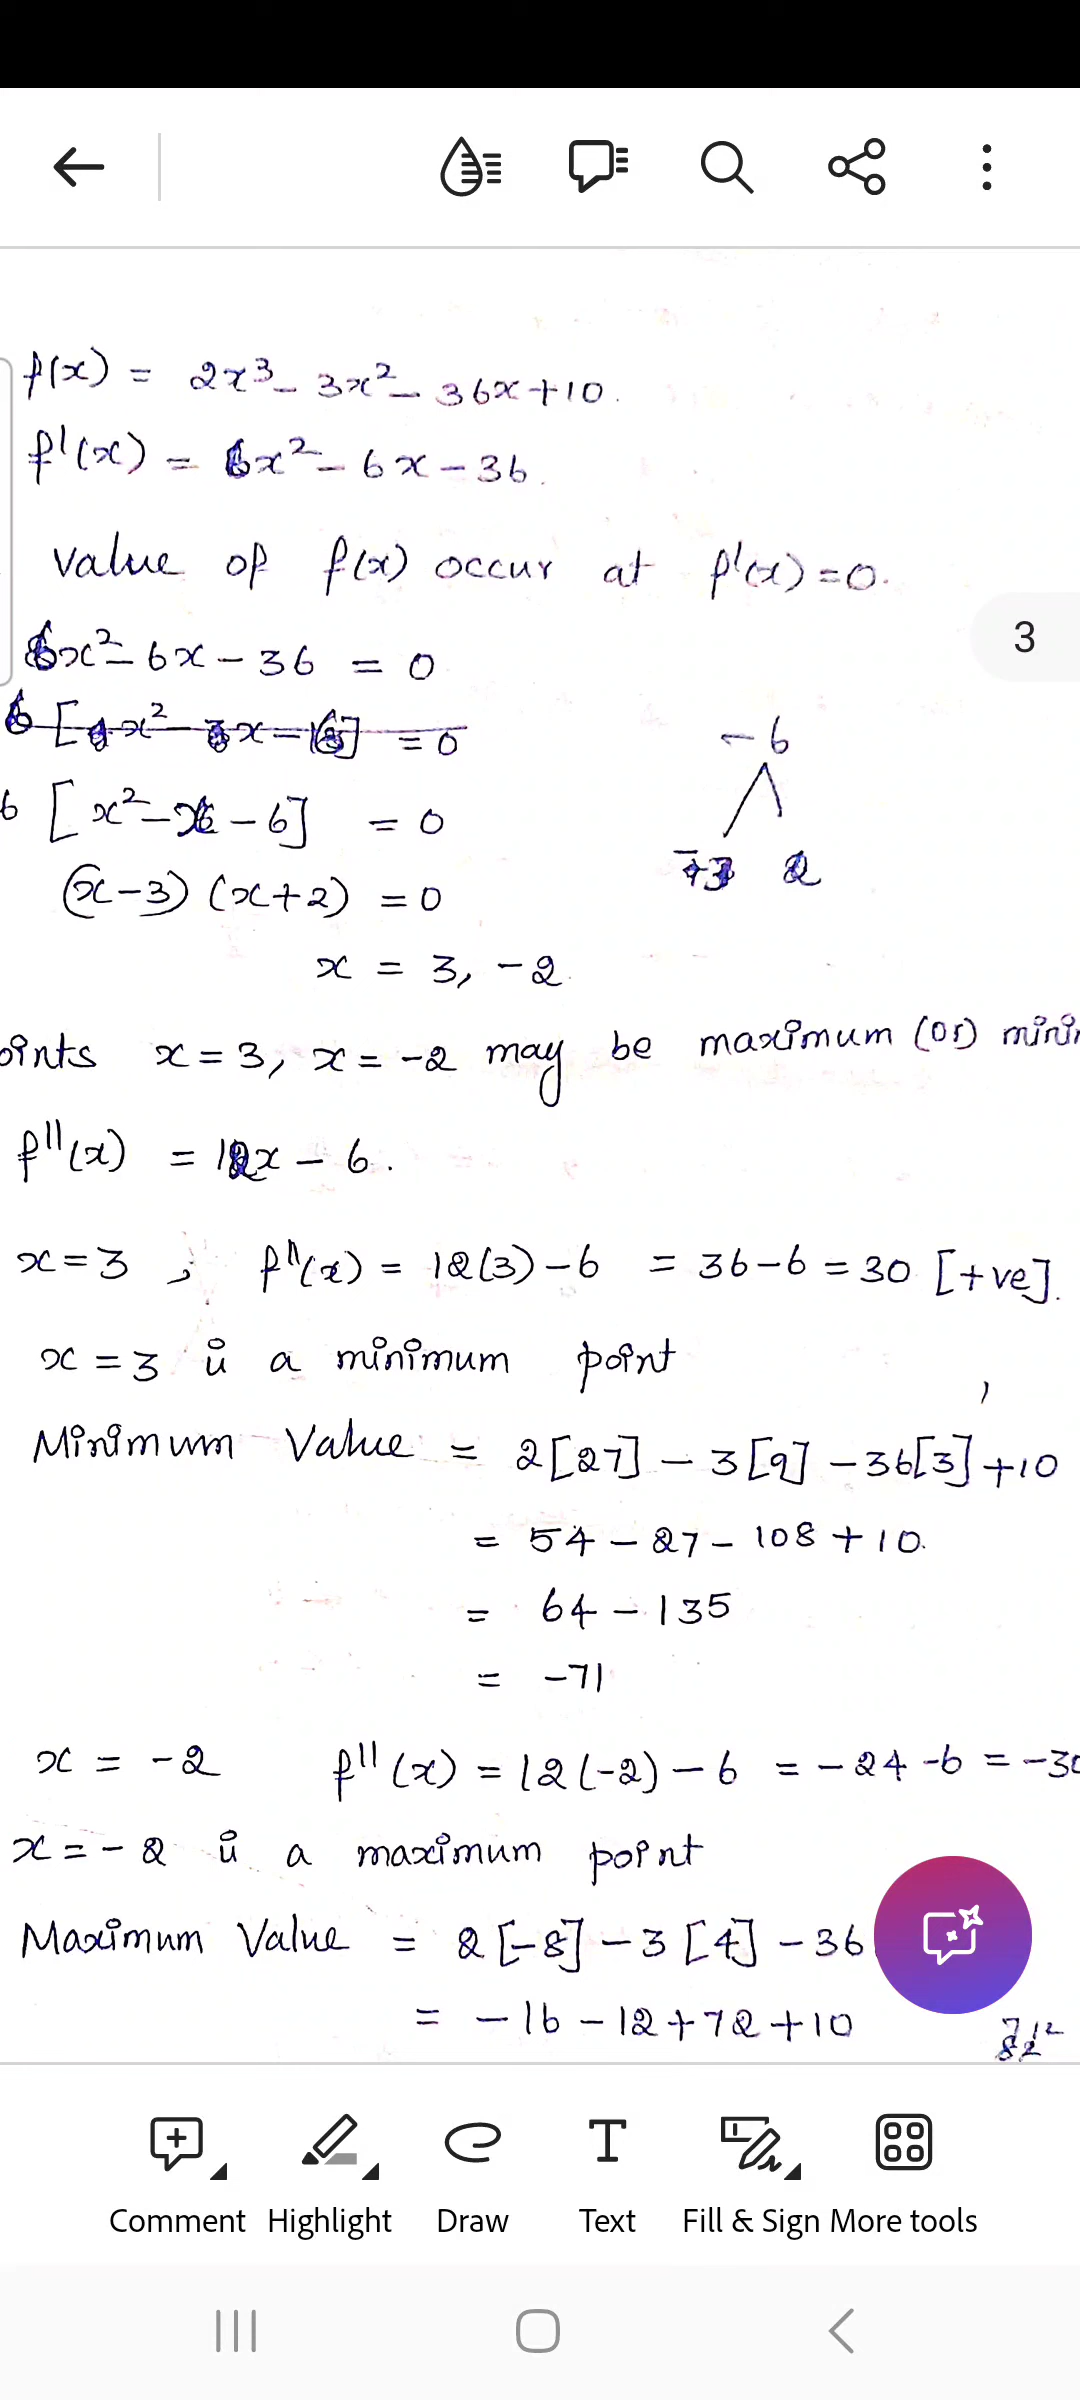 f(x) = 2x³ - 3x² - 36x + 10.
f'(x) = 6x² - 6x - 36.
value of f(x) occur at f'(x) = 0.
6x² - 6x - 36 = 0
3
= 0
- 6
6 [x² - x - 6] = 0
-3 2
(x-3) (x+2) = 0
x = 3, -2.
oints x = 3, x = -2 may be maximum (or) minim
f''(x) = 12x - 6.
x = 3 ; f''(x) = 12(3) - 6 = 36 - 6 = 30 [+ve].
x = 3 is a minimum point
Minimum Value = 2[27] - 3[9] - 36[3] + 10
= 54 - 27 - 108 + 10.
= 64 - 135
= -71
x = -2 f''(x) = 12(-2) - 6 = -24 - 6 = -30
x = -2 is a maximum point
Maximum Value = 2[-8] - 3[4] - 36
= -16 - 12 + 72 + 10
Comment Highlight Draw Text Fill & Sign More tools